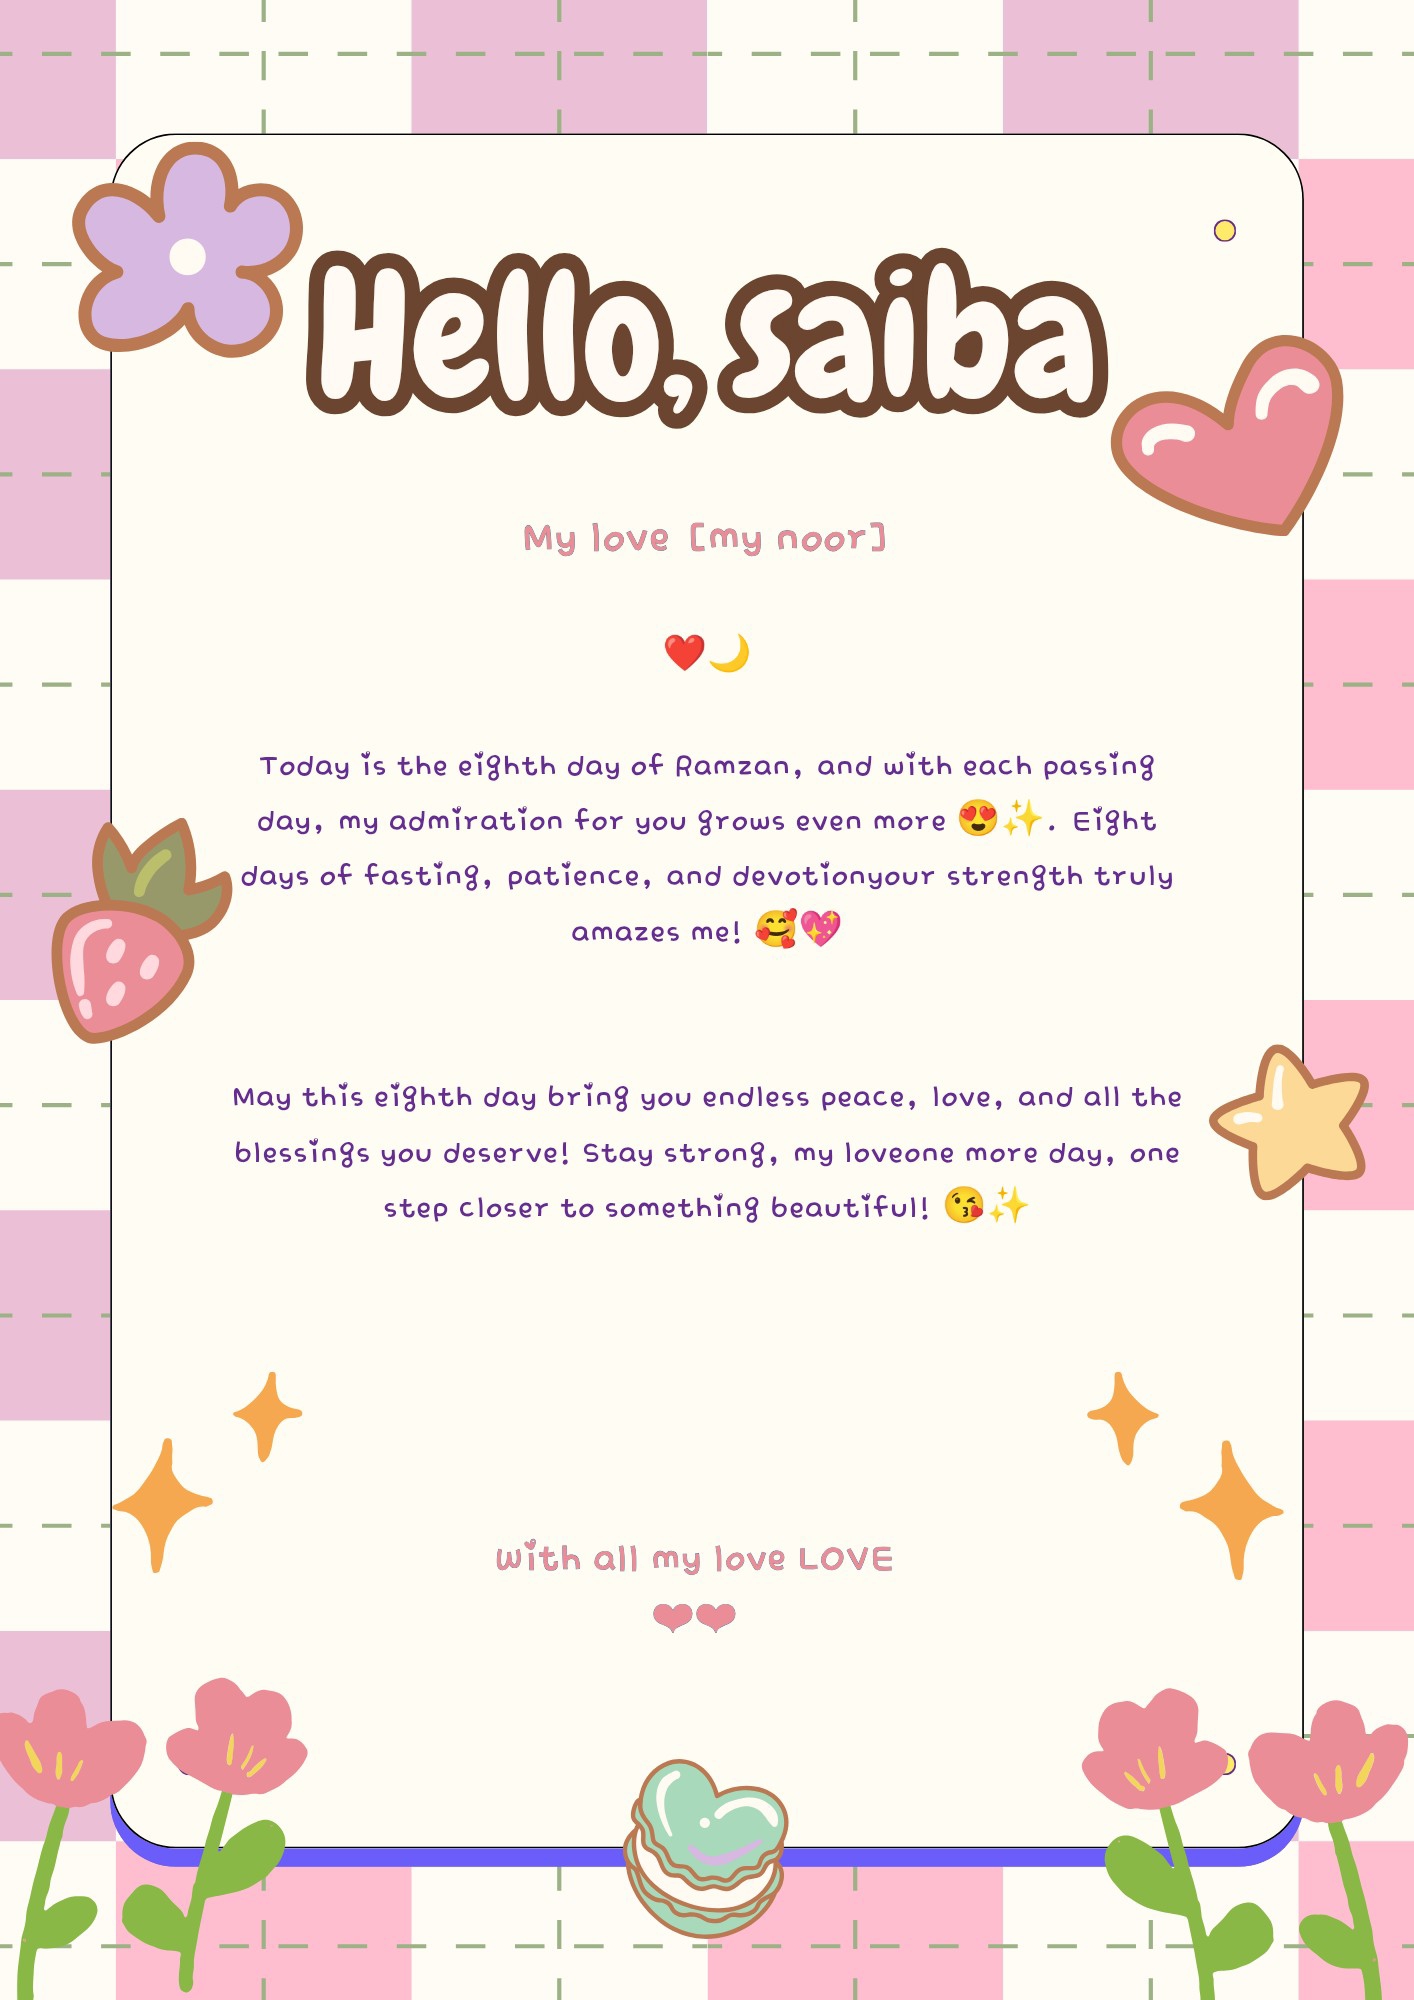 Hello, saiba
My love [my noor]
❤️🌙
Today is the eighth day of Ramzan, and with each passing
day, my admiration for you grows even more 😍✨. Eight
days of fasting, patience, and devotionyour strength truly
amazes me! 🥰💖
May this eighth day bring you endless peace, love, and all the
blessings you deserve! Stay strong, my loveone more day, one
step closer to something beautiful! 😘✨
With all my love LOVE
❤❤